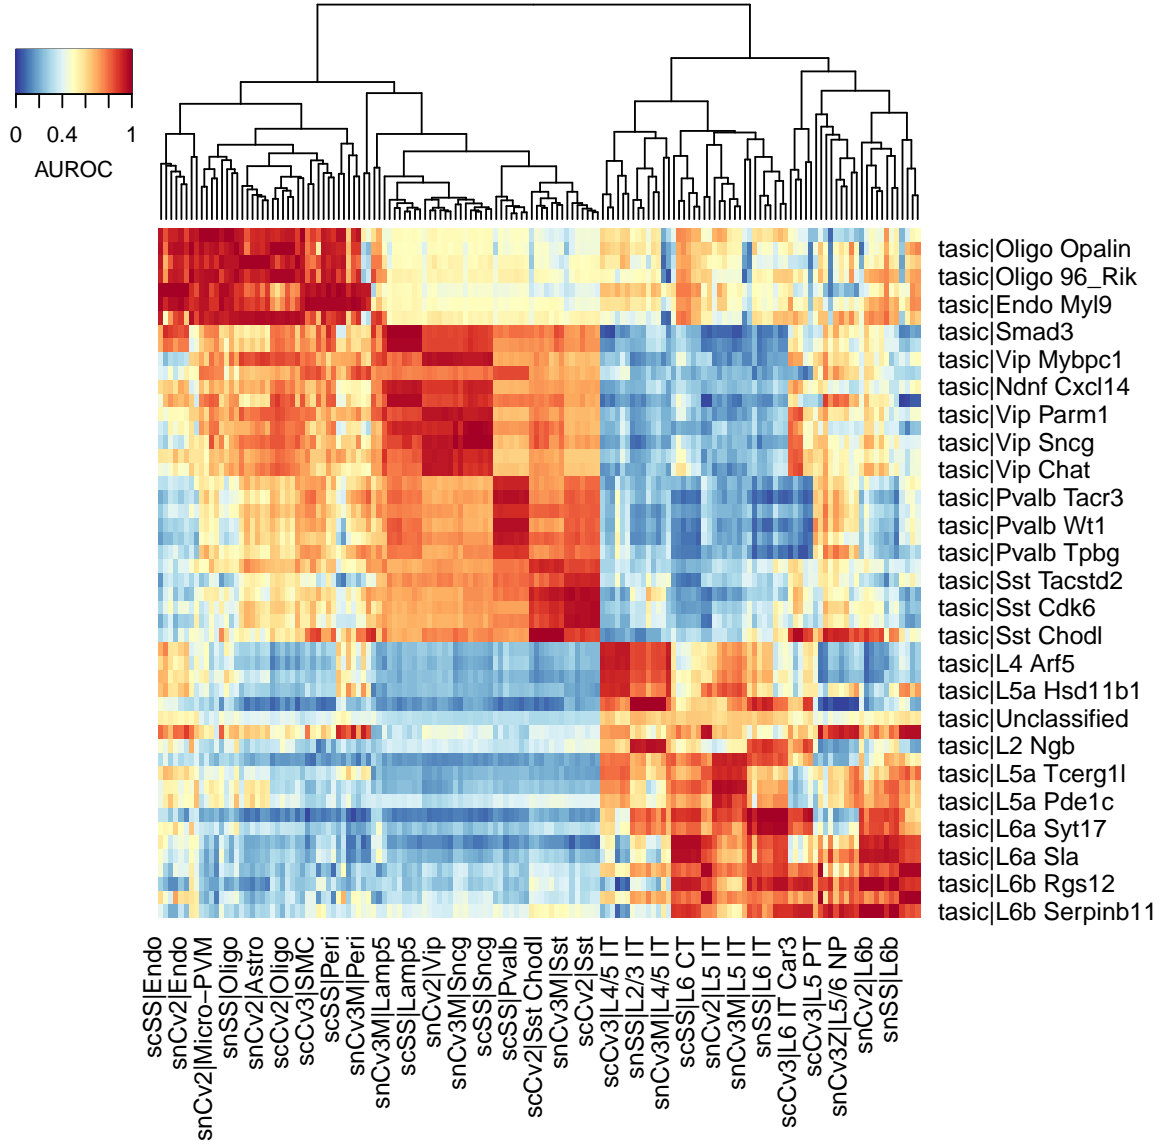 0 0.4 1
AUROC
tasic|Oligo Opalin
tasic|Oligo 96_Rik
tasic|Endo Myl9
tasic|Smad3
tasic|Vip Mybpc1
tasic|Ndnf Cxcl14
tasic|Vip Parm1
tasic|Vip Sncg
tasic|Vip Chat
tasic|Pvalb Tacr3
tasic|Pvalb Wt1
tasic|Pvalb Tpbg
tasic|Sst Tacstd2
tasic|Sst Cdk6
tasic|Sst Chodl
tasic|L4 Arf5
tasic|L5a Hsd11b1
tasic|Unclassified
tasic|L2 Ngb
tasic|L5a Tcerg1l
tasic|L5a Pde1c
tasic|L6a Syt17
tasic|L6a Sla
tasic|L6b Rgs12
tasic|L6b Serpinb11
scSS|Endo
snCv2|Endo
snCv2|Micro−PVM
snSS|Oligo
snCv2|Astro
scCv2|Oligo
scCv3|SMC
scSS|Peri
snCv3M|Peri
snCv3M|Lamp5
scSS|Lamp5
snCv2|Vip
snCv3M|Sncg
scSS|Sncg
scSS|Pvalb
scCv2|Sst Chodl
snCv3M|Sst
scCv2|Sst
scCv3|L4/5 IT
snSS|L2/3 IT
snCv3M|L4/5 IT
scSS|L6 CT
snCv2|L5 IT
snCv3M|L5 IT
snSS|L6 IT
scCv3|L6 IT Car3
scCv3|L5 PT
snCv3Z|L5/6 NP
snCv2|L6b
snSS|L6b